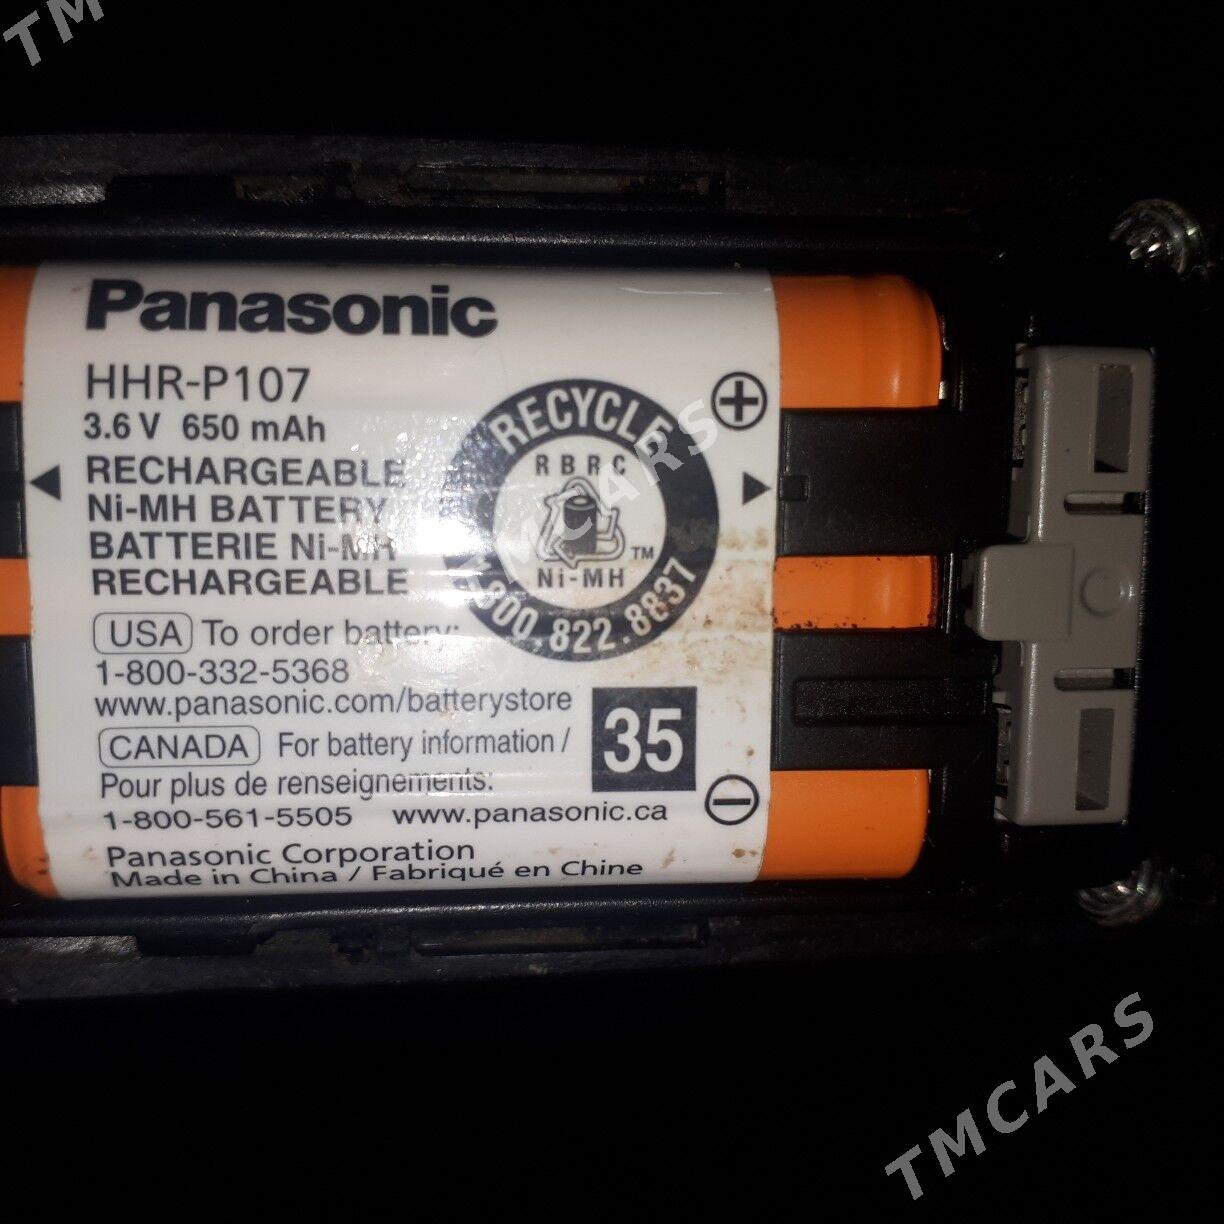 TM
Panasonic
HHR-P107
3.6 V 650 mAh
RECHARGEABLE
Ni-MH BATTERY
BATTERIE Ni-MH
RECHARGEABLE
RECYCLE
RBRC
TM
Ni-MH
1.800.822.8837
USA To order battery:
1-800-332-5368
www.panasonic.com/batterystore
CANADA For battery information /
Pour plus de renseignements:
1-800-561-5505 www.panasonic.ca
35
Panasonic Corporation
Made in China / Fabriqué en Chine
TMCARS
TMCARS